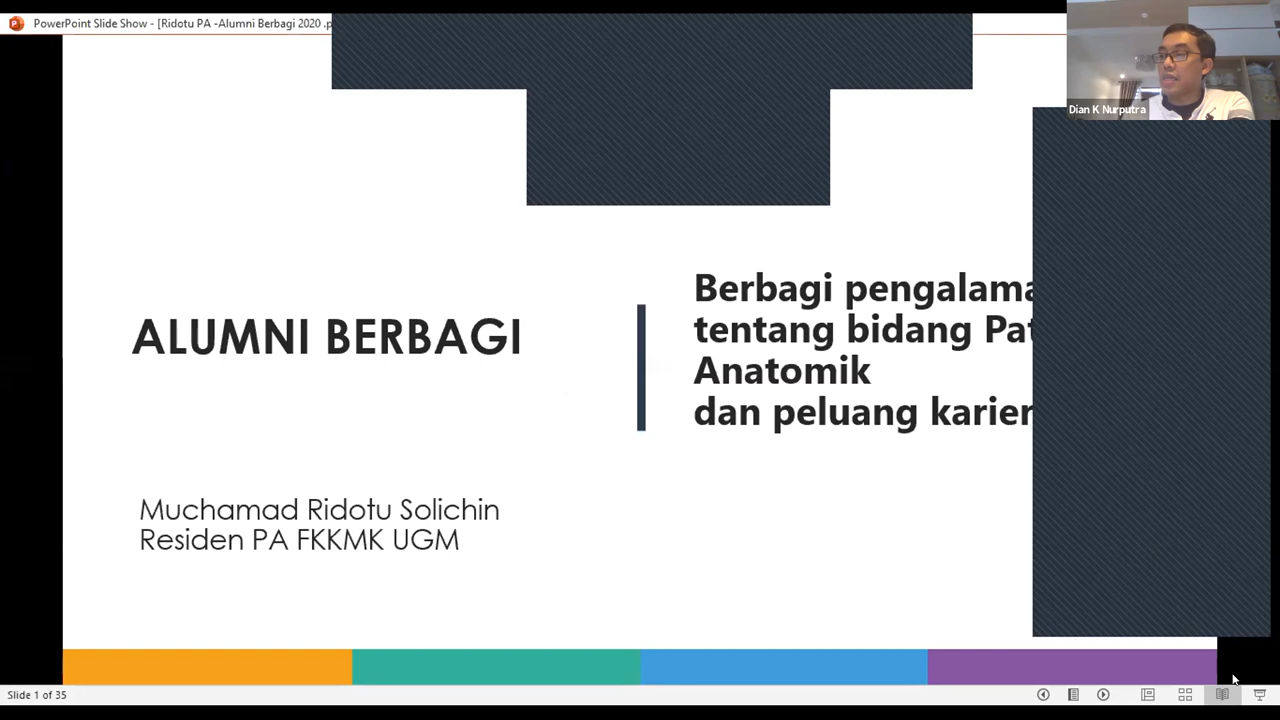 PowerPoint Slide Show - [Ridotu PA -Alumni Berbagi 2020 .p
Dian K Nurputra
ALUMNI BERBAGI
Berbagi pengalama
tentang bidang Pat
Anatomik
dan peluang karier
Muchamad Ridotu Solichin
Residen PA FKKMK UGM
Slide 1 of 35